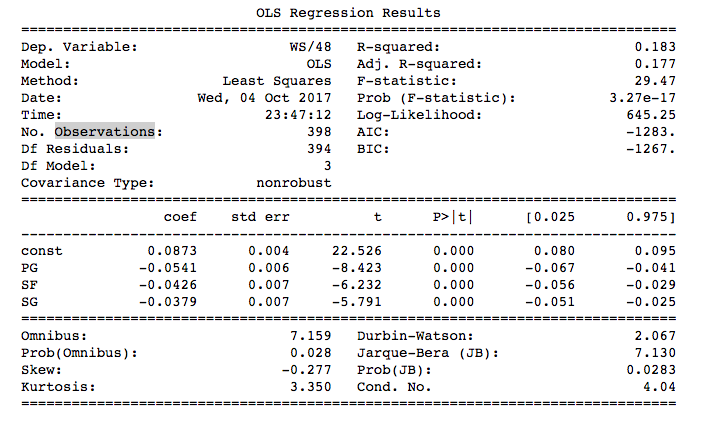 OLS Regression Results
==============================================================================
Dep. Variable: WS/48 R-squared: 0.183
Model: OLS Adj. R-squared: 0.177
Method: Least Squares F-statistic: 29.47
Date: Wed, 04 Oct 2017 Prob (F-statistic): 3.27e-17
Time: 23:47:12 Log-Likelihood: 645.25
No. Observations: 398 AIC: -1283.
Df Residuals: 394 BIC: -1267.
Df Model: 3
Covariance Type: nonrobust
==============================================================================
coef std err t P>|t| [0.025 0.975]
------------------------------------------------------------------------------
const 0.0873 0.004 22.526 0.000 0.080 0.095
PG -0.0541 0.006 -8.423 0.000 -0.067 -0.041
SF -0.0426 0.007 -6.232 0.000 -0.056 -0.029
SG -0.0379 0.007 -5.791 0.000 -0.051 -0.025
==============================================================================
Omnibus: 7.159 Durbin-Watson: 2.067
Prob(Omnibus): 0.028 Jarque-Bera (JB): 7.130
Skew: -0.277 Prob(JB): 0.0283
Kurtosis: 3.350 Cond. No. 4.04
==============================================================================